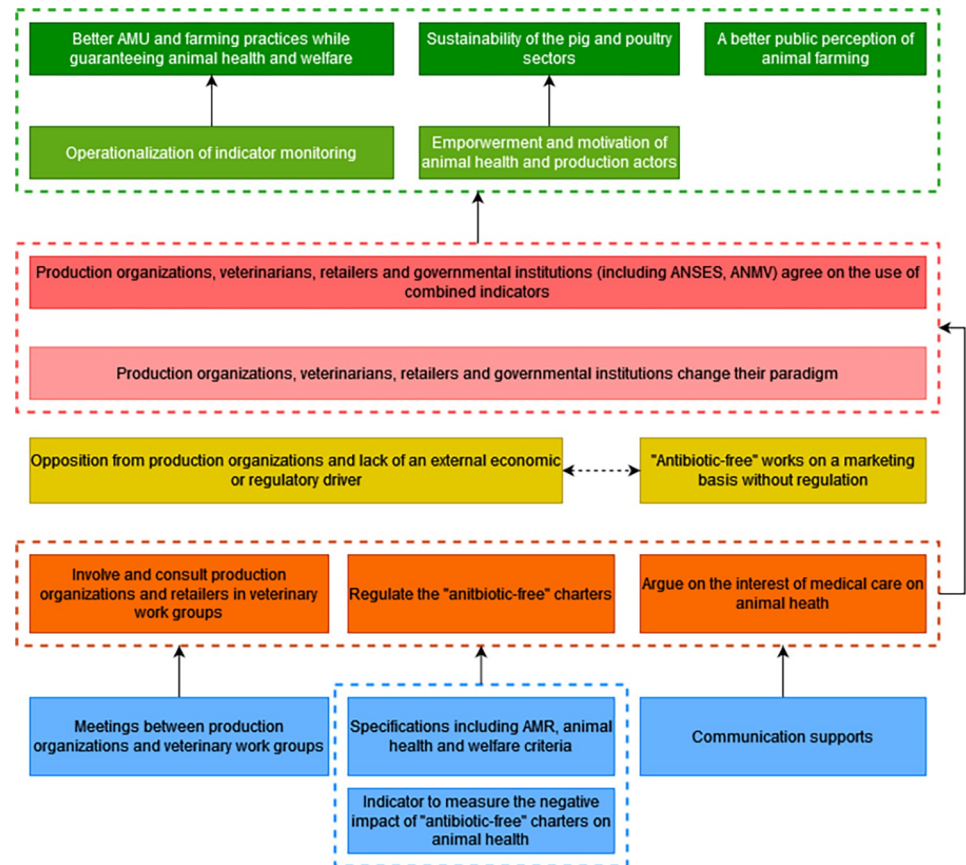 Better AMU and farming practices while
guaranteeing animal health and welfare
Sustainability of the pig and poultry
sectors
A better public perception of
animal farming
Operationalization of indicator monitoring
Emporwerment and motivation of
animal health and production actors
Production organizations, veterinarians, retailers and governmental institutions (including ANSES, ANMV) agree on the use of
combined indicators
Production organizations, veterinarians, retailers and governmental institutions change their paradigm
Opposition from production organizations and lack of an external economic
or regulatory driver
"Antibiotic-free" works on a marketing
basis without regulation
Involve and consult production
organizations and retailers in veterinary
work groups
Regulate the "anitbiotic-free" charters
Argue on the interest of medical care on
animal heath
Meetings between production
organizations and veterinary work groups
Specifications including AMR, animal
health and welfare criteria
Communication supports
Indicator to measure the negative
impact of "antibiotic-free" charters on
animal health